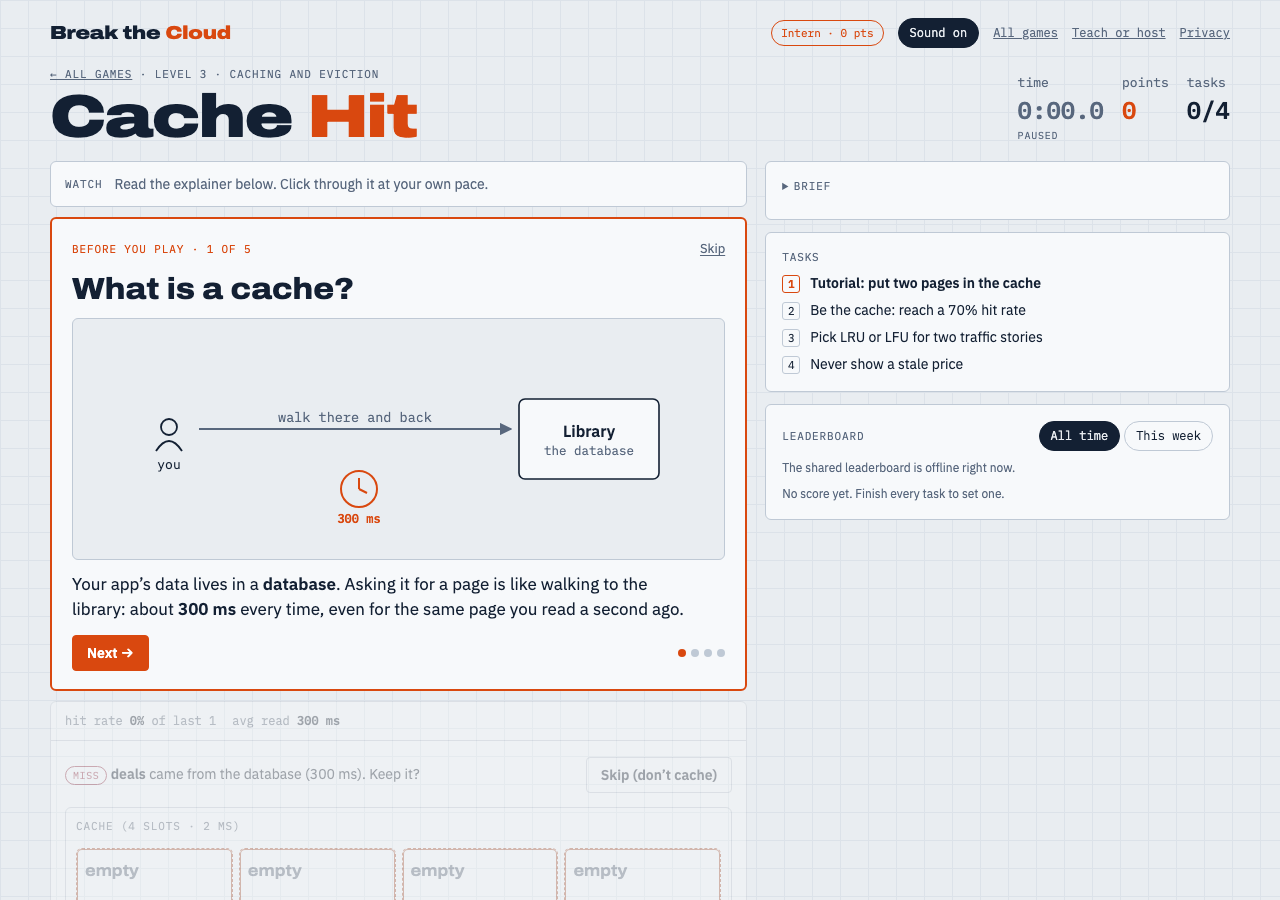 Break the Cloud
Intern · 0 pts
Sound on
All games
Teach or host
Privacy
← ALL GAMES · LEVEL 3 · CACHING AND EVICTION
Cache Hit
time
points
tasks
0:00.0
0
0/4
PAUSED
WATCH Read the explainer below. Click through it at your own pace.
BEFORE YOU PLAY · 1 OF 5
Skip
What is a cache?
walk there and back
you
Library
the database
300 ms
Your app’s data lives in a database. Asking it for a page is like walking to the
library: about 300 ms every time, even for the same page you read a second ago.
Next →
hit rate 0% of last 1 avg read 300 ms
MISS deals came from the database (300 ms). Keep it?
Skip (don’t cache)
CACHE (4 SLOTS · 2 MS)
empty
empty
empty
empty
▶ BRIEF
TASKS
1 Tutorial: put two pages in the cache
2 Be the cache: reach a 70% hit rate
3 Pick LRU or LFU for two traffic stories
4 Never show a stale price
LEADERBOARD
All time
This week
The shared leaderboard is offline right now.
No score yet. Finish every task to set one.